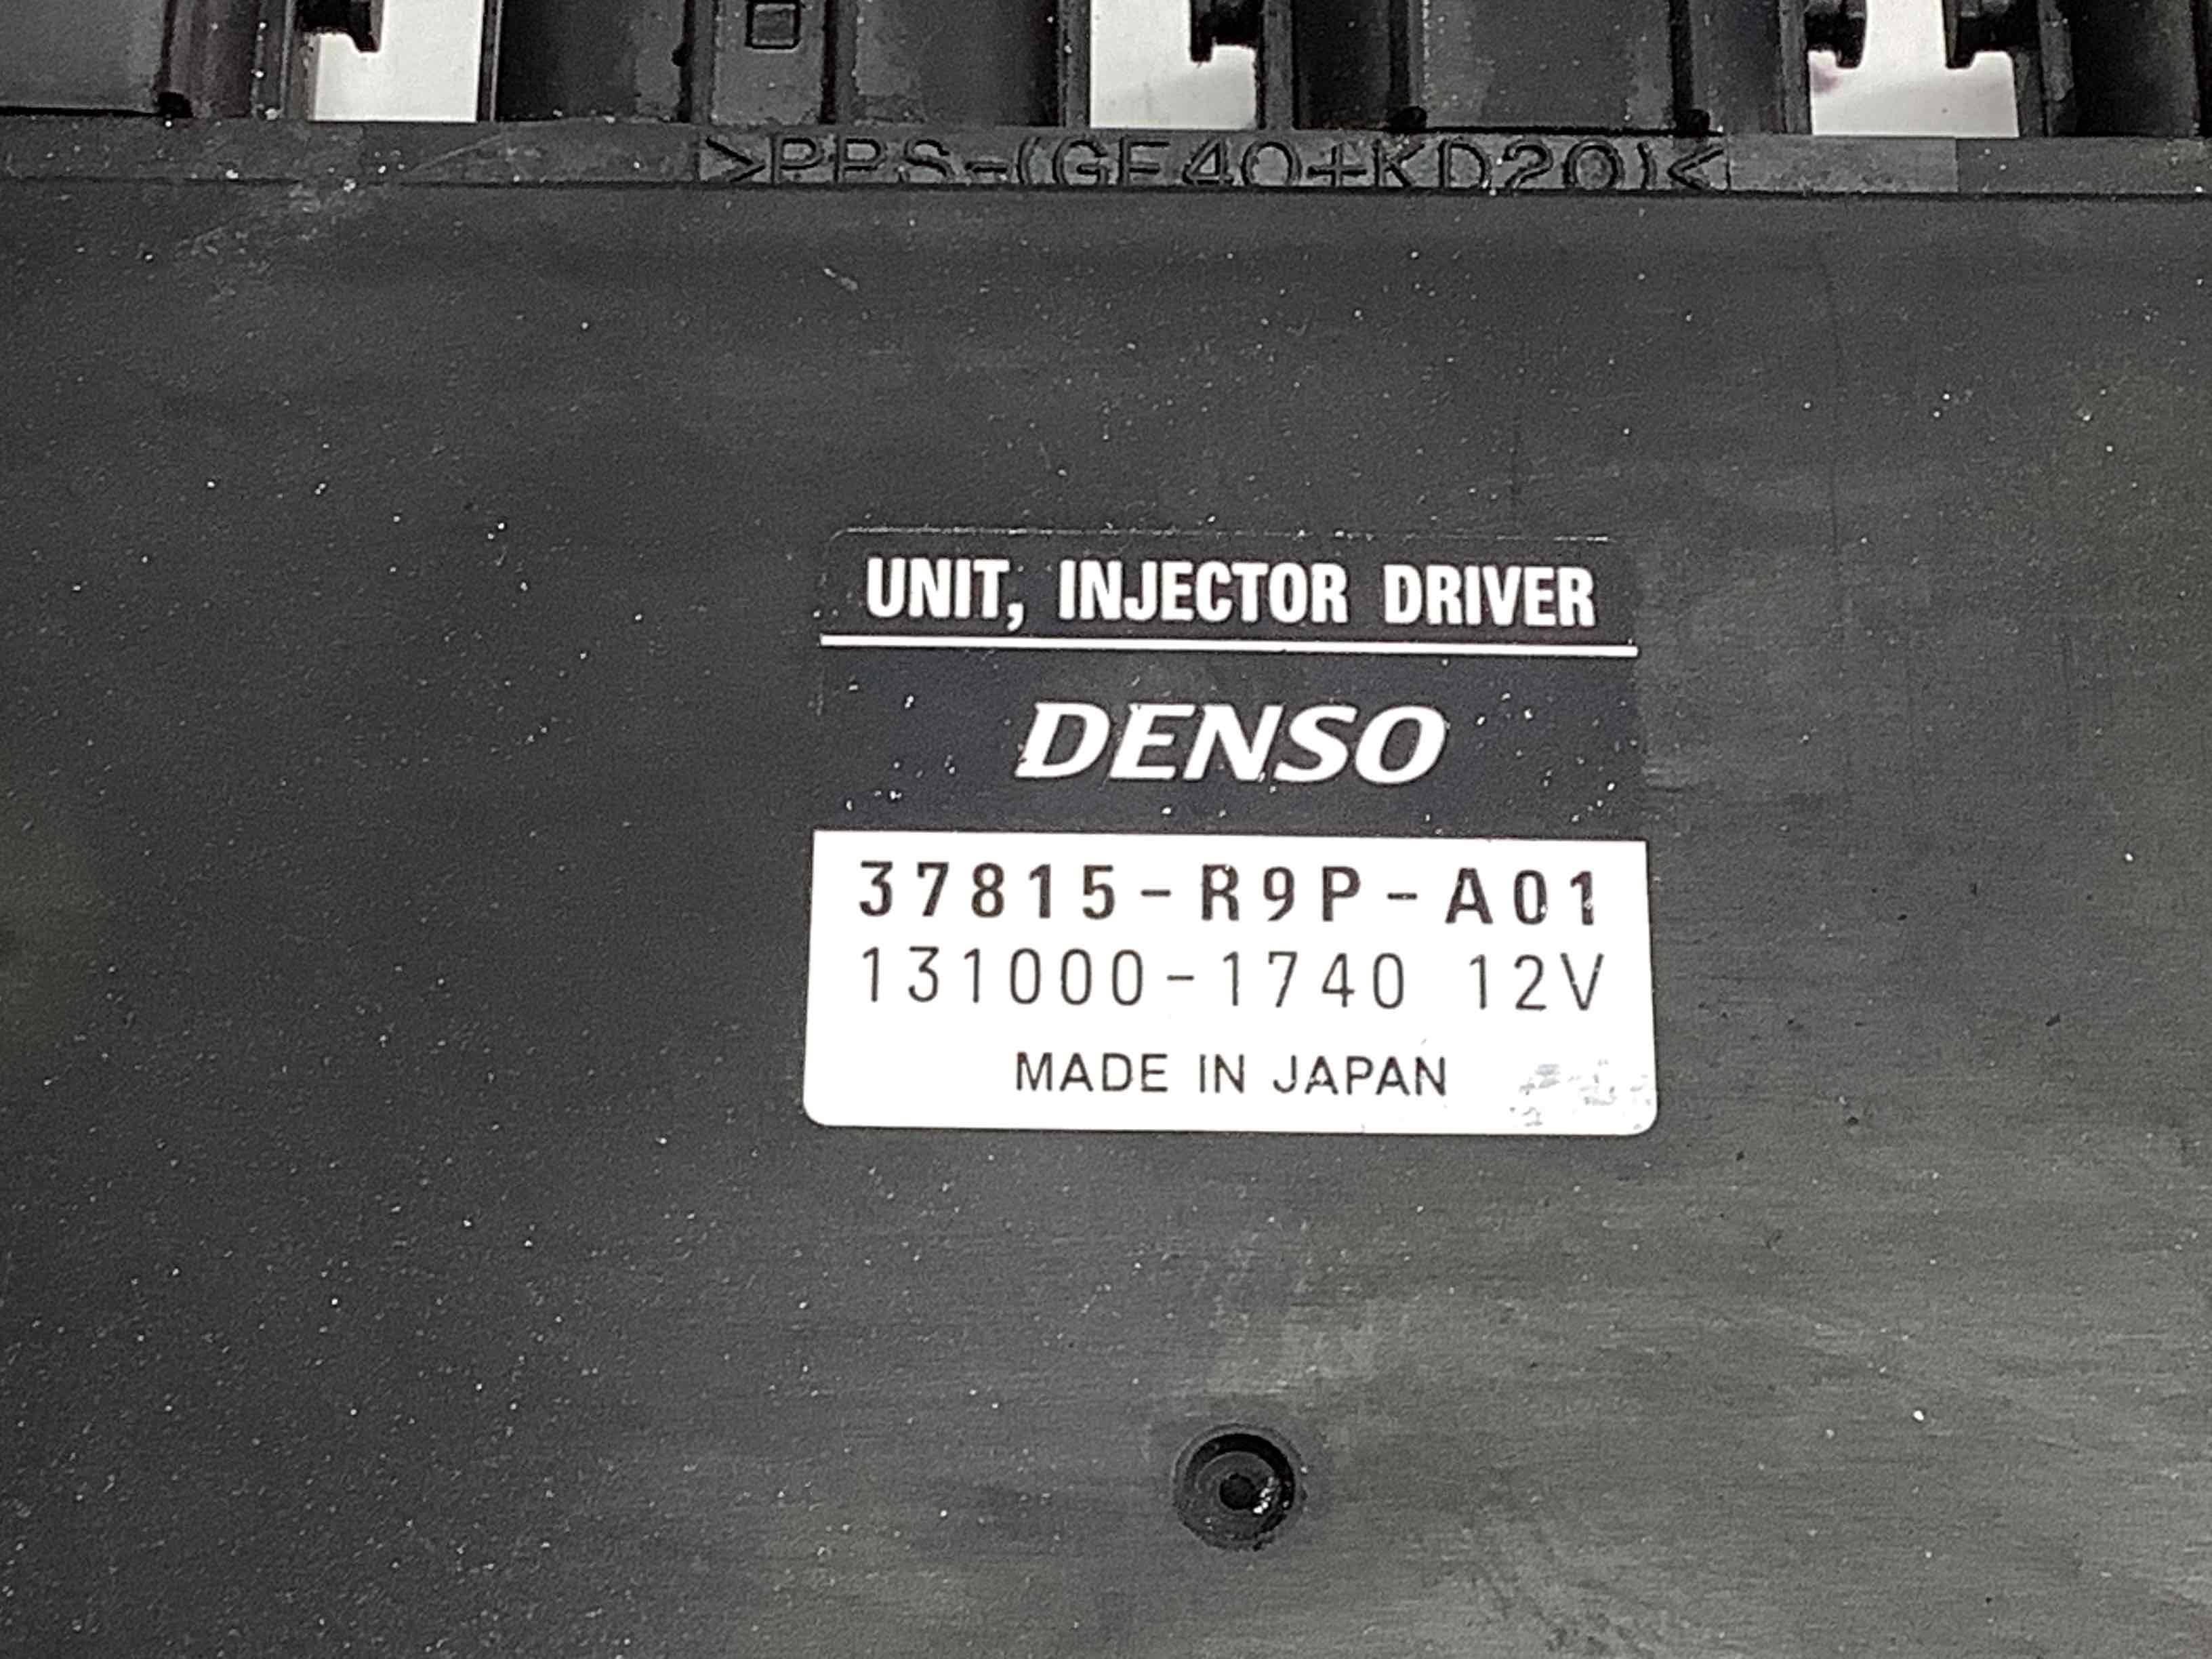 >PPS-(GF40+KD20)<
UNIT, INJECTOR DRIVER
DENSO
37815-R9P-A01
131000-1740 12V
MADE IN JAPAN